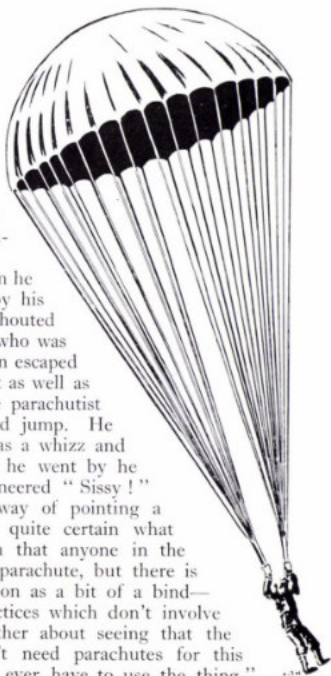 -
n he
by his
houted
who was
n escaped
t as well as
e parachutist
d jump. He
as a whizz and
he went by he
neered " Sissy ! "
way of pointing a
quite certain what
n that anyone in the
parachute, but there is
on as a bit of a bind—
ctices which don't involve
ther about seeing that the
't need parachutes for this
ever have to use the thing."